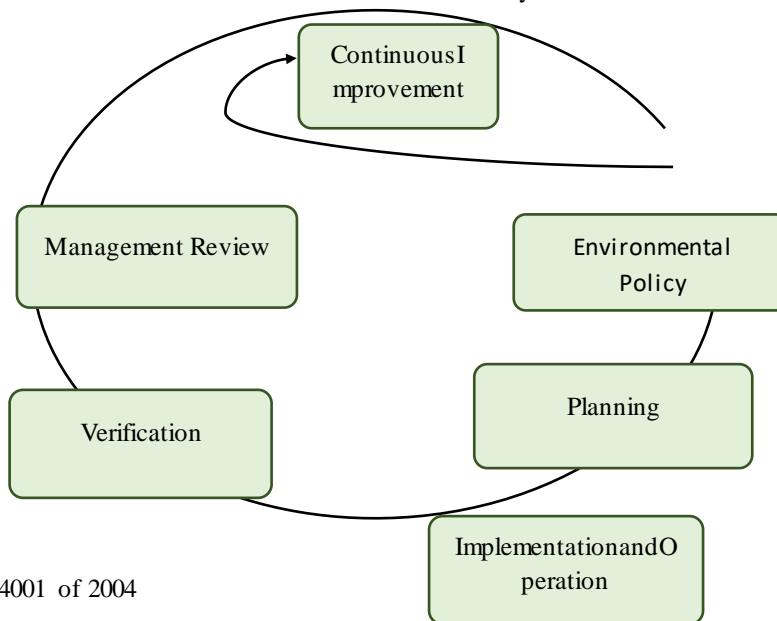 ContinuousI
mprovement
Management Review
Environmental
Policy
Verification
Planning
ImplementationandO
peration
4001 of 2004